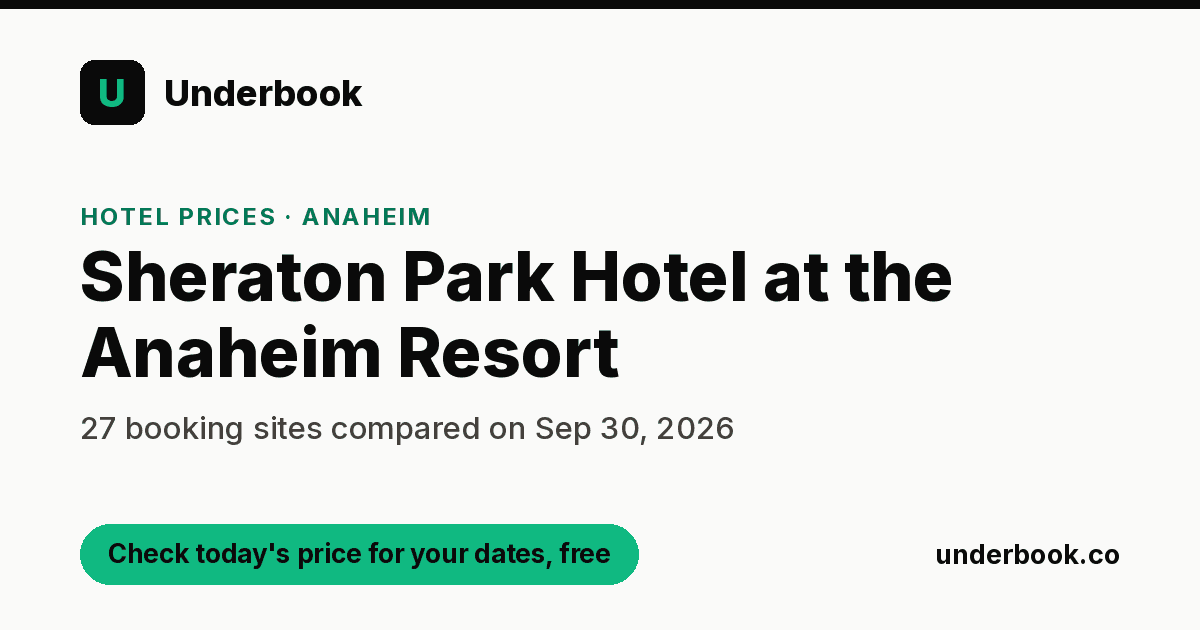 U
Underbook
HOTEL PRICES · ANAHEIM
Sheraton Park Hotel at the
Anaheim Resort
27 booking sites compared on Sep 30, 2026
Check today's price for your dates, free
underbook.co